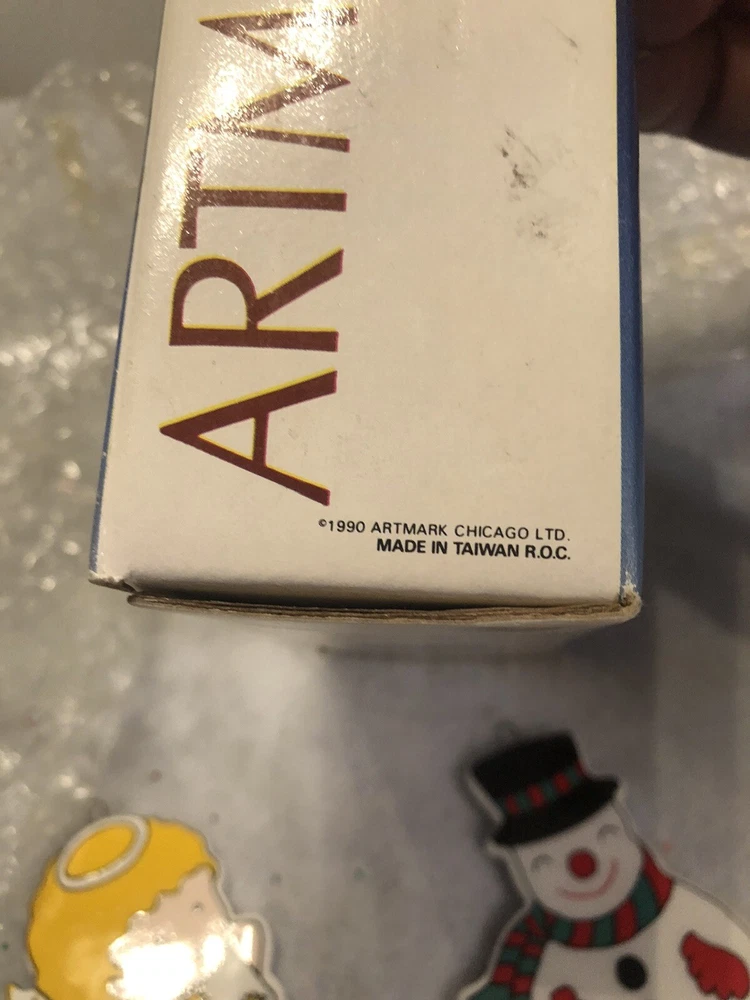 ARTM
©1990 ARTMARK CHICAGO LTD.
MADE IN TAIWAN R.O.C.